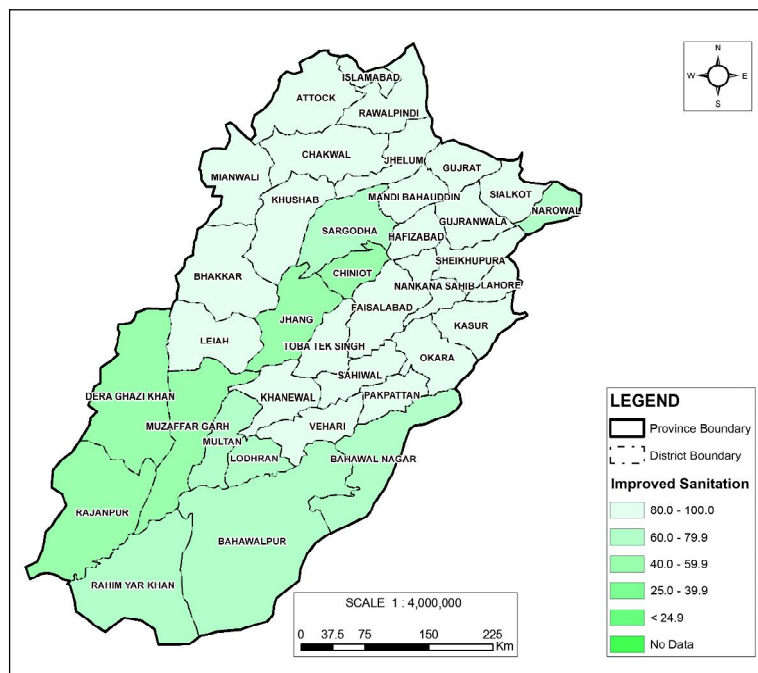 N
W E
S
ISLAMABAD
ATTOCK
RAWALPINDI
CHAKWAL
JHELUM
GUJRAT
MIANWALI
SIALKOT
KHUSHAB
MANDI BAHAUDDIN
NAROWAL
GUJRANWALA
SARGODHA
HAFIZABAD
SHEIKHUPURA
CHINIOT
BHAKKAR
NANKANA SAHIB
LAHORE
FAISALABAD
JHANG
KASUR
LEIAH
TOBA TEK SINGH
OKARA
SAHIWAL
DERA GHAZI KHAN
KHANEWAL
PAKPATTAN
MUZAFFAR GARH
VEHARI
MULTAN
LODHRAN
BAHAWAL NAGAR
RAJANPUR
BAHAWALPUR
RAHIM YAR KHAN
LEGEND
Province Boundary
District Boundary
Improved Sanitation
80.0 - 100.0
60.0 - 79.9
40.0 - 59.9
25.0 - 39.9
< 24.9
No Data
SCALE 1 : 4,000,000
0 37.5 75 150 225
Km